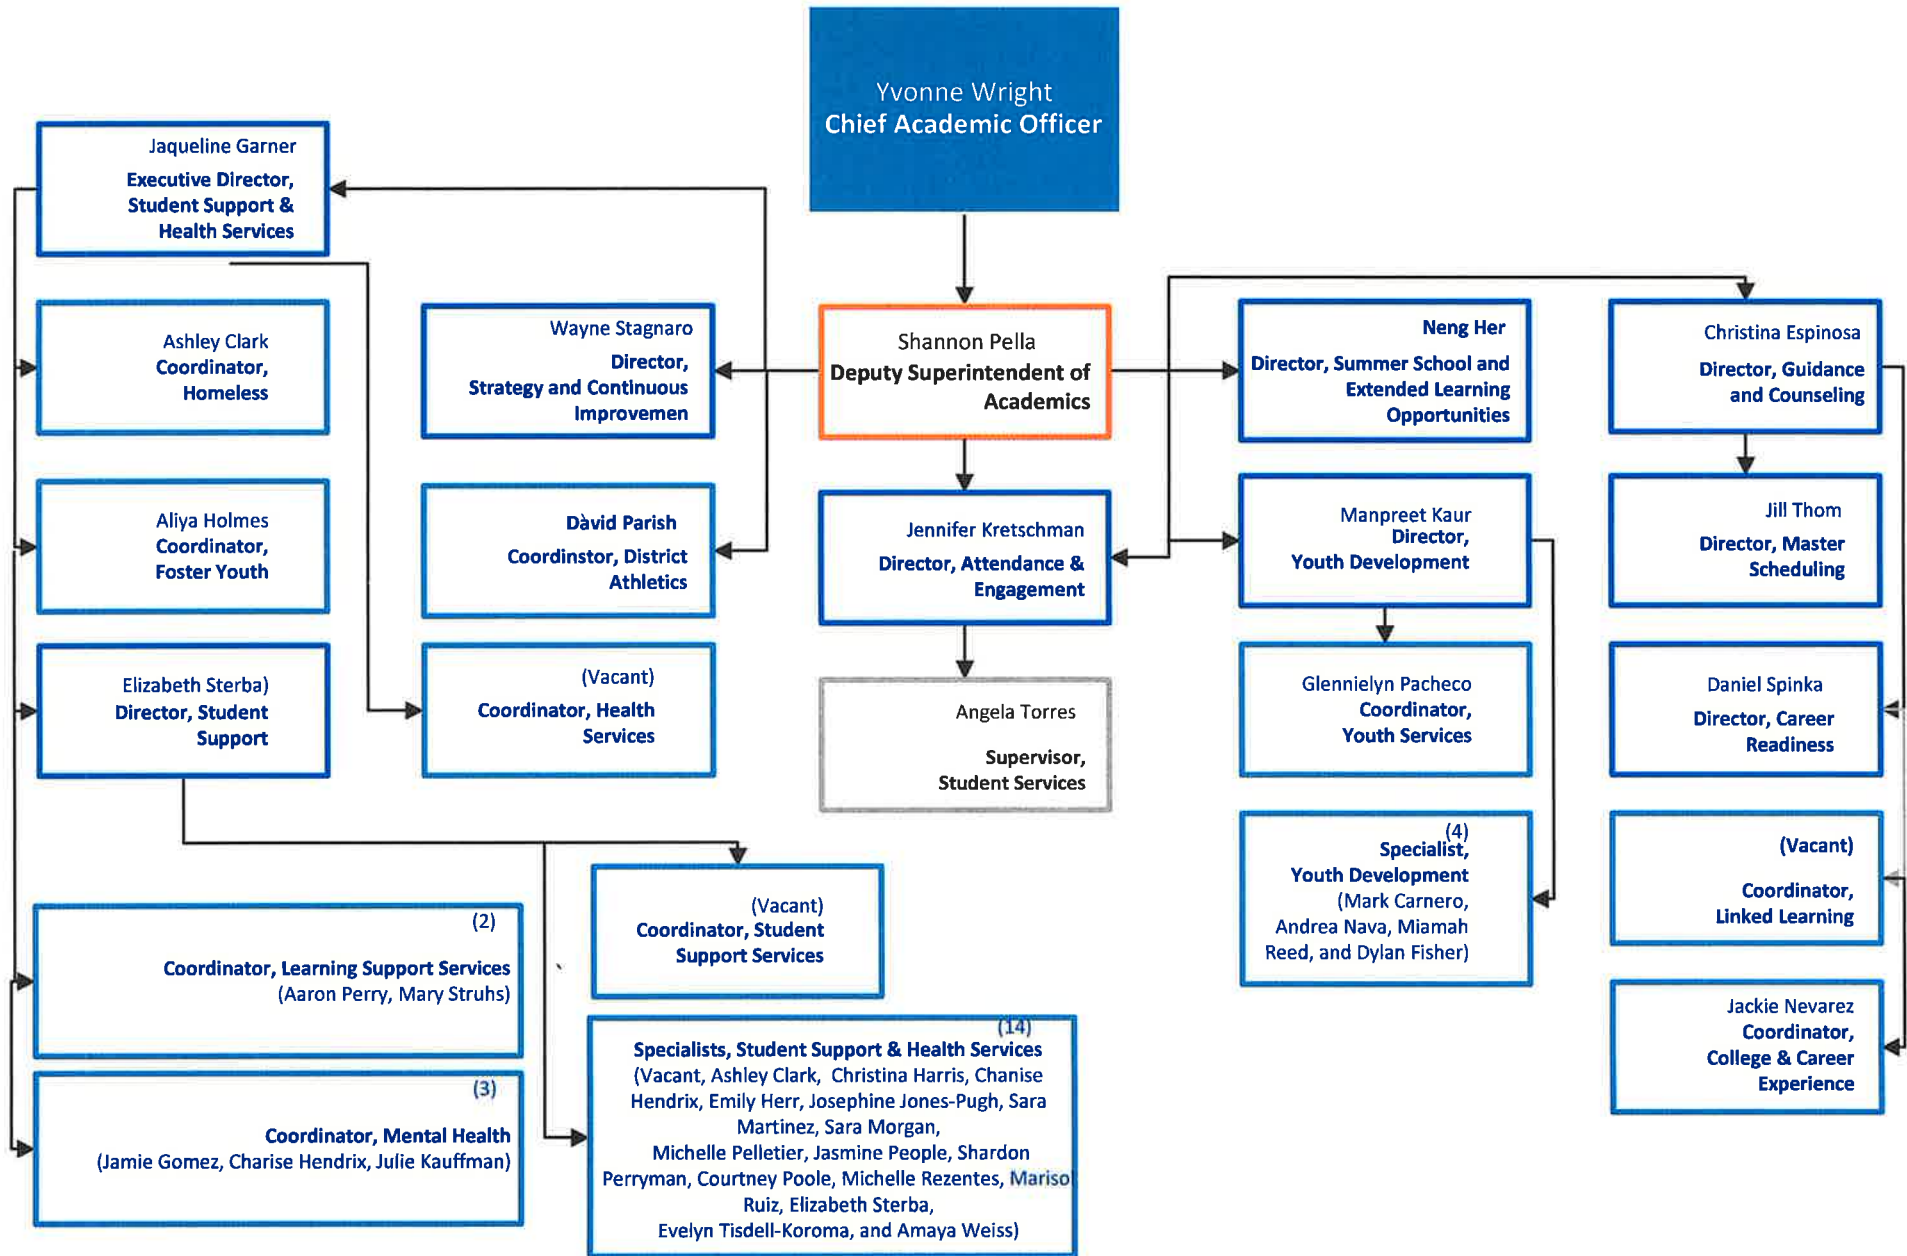 Yvonne Wright
Chief Academic Officer
Jaqueline Garner
Executive Director,
Student Support &
Health Services
Ashley Clark
Coordinator,
Homeless
Wayne Stagnaro
Director,
Strategy and Continuous
Improvemen
Shannon Pella
Deputy Superintendent of
Academics
Neng Her
Director, Summer School and
Extended Learning
Opportunities
Christina Espinosa
Director, Guidance
and Counseling
Aliya Holmes
Coordinator,
Foster Youth
Dàvid Parish
Coordinstor, District
Athletics
Jennifer Kretschman
Director, Attendance &
Engagement
Manpreet Kaur
Director,
Youth Development
Jill Thom
Director, Master
Scheduling
Elizabeth Sterba)
Director, Student
Support
(Vacant)
Coordinator, Health
Services
Angela Torres
Supervisor,
Student Services
Glennielyn Pacheco
Coordinator,
Youth Services
Daniel Spinka
Director, Career
Readiness
(4)
Specialist,
Youth Development
(Mark Carnero,
Andrea Nava, Miamah
Reed, and Dylan Fisher)
(Vacant)
Coordinator,
Linked Learning
(Vacant)
Coordinator, Student
Support Services
(2)
Coordinator, Learning Support Services
(Aaron Perry, Mary Struhs)
Jackie Nevarez
Coordinator,
College & Career
Experience
(14)
Specialists, Student Support & Health Services
(Vacant, Ashley Clark, Christina Harris, Chanise
Hendrix, Emily Herr, Josephine Jones-Pugh, Sara
Martinez, Sara Morgan,
Michelle Pelletier, Jasmine People, Shardon
Perryman, Courtney Poole, Michelle Rezentes, Marisol
Ruiz, Elizabeth Sterba,
Evelyn Tisdell-Koroma, and Amaya Weiss)
(3)
Coordinator, Mental Health
(Jamie Gomez, Charise Hendrix, Julie Kauffman)